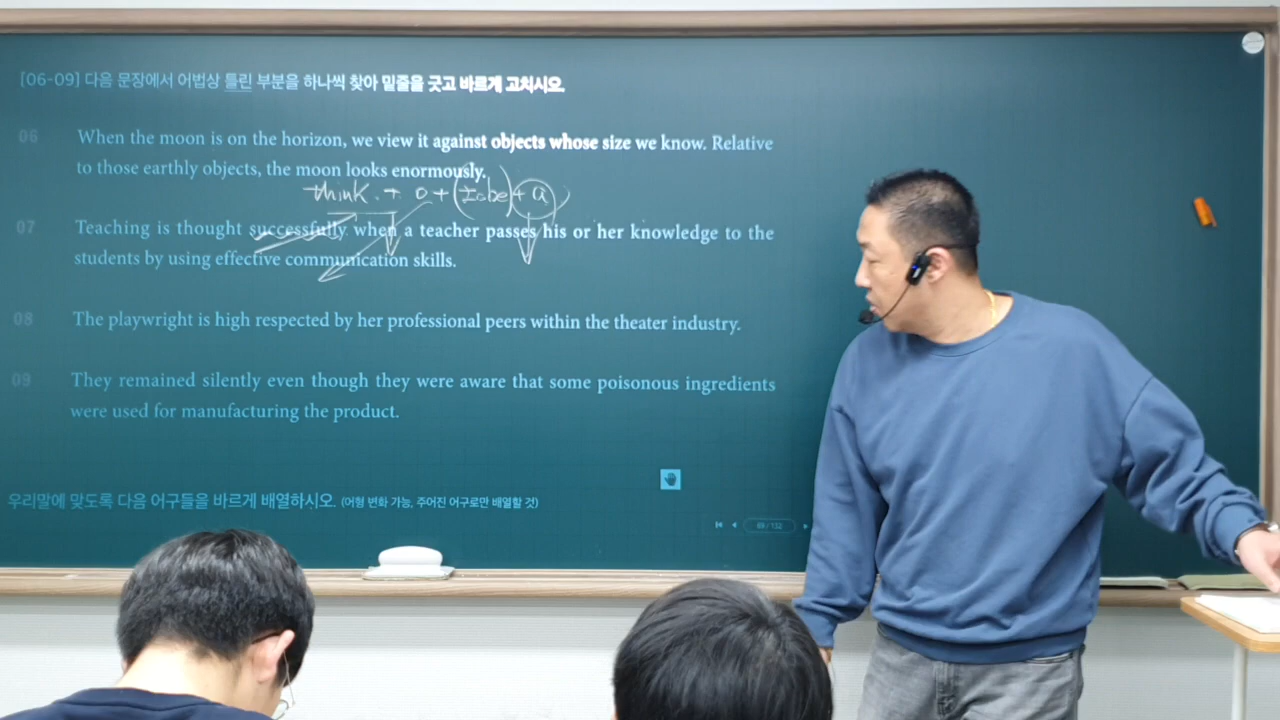 [06-09] 다음 문장에서 어법상 틀린 부분을 하나씩 찾아 밑줄을 긋고 바르게 고치시오.
06 When the moon is on the horizon, we view it against objects whose size we know. Relative
to those earthly objects, the moon looks enormously.
think + o + (to be) + a
07 Teaching is thought successfully when a teacher passes his or her knowledge to the
students by using effective communication skills.
08 The playwright is high respected by her professional peers within the theater industry.
09 They remained silently even though they were aware that some poisonous ingredients
were used for manufacturing the product.
우리말에 맞도록 다음 어구들을 바르게 배열하시오. (어형 변화 가능, 주어진 어구로만 배열할 것)
69 / 132